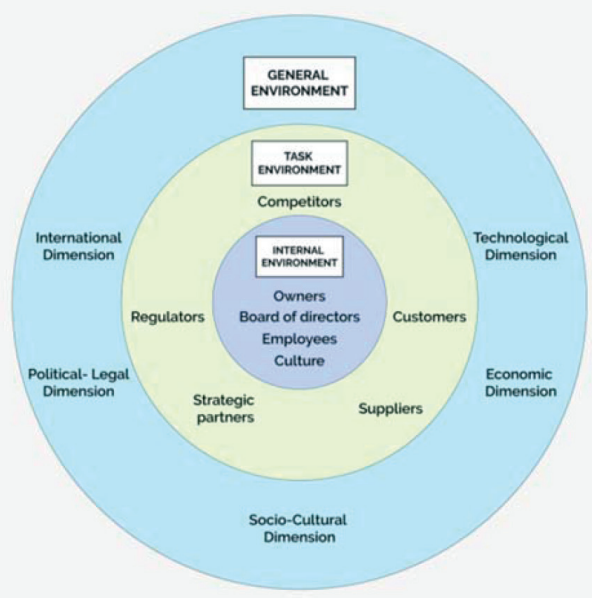 GENERAL
ENVIRONMENT
TASK
ENVIRONMENT
Competitors
International
Dimension
Technological
Dimension
INTERNAL
ENVIRONMENT
Owners
Board of directors
Employees
Culture
Regulators
Customers
Political- Legal
Dimension
Economic
Dimension
Strategic
partners
Suppliers
Socio-Cultural
Dimension